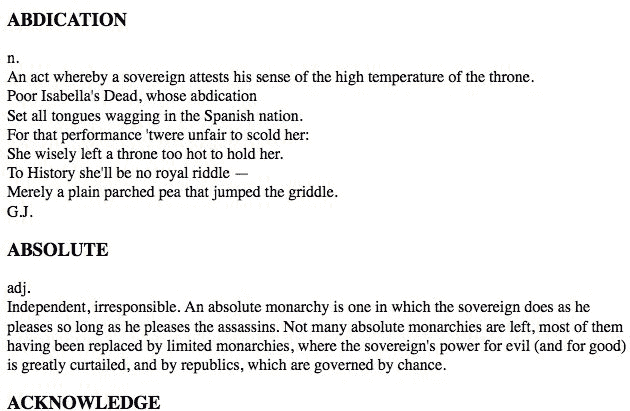 ABDICATION
n.
An act whereby a sovereign attests his sense of the high temperature of the throne.
Poor Isabella's Dead, whose abdication
Set all tongues wagging in the Spanish nation.
For that performance 'twere unfair to scold her:
She wisely left a throne too hot to hold her.
To History she'll be no royal riddle —
Merely a plain parched pea that jumped the griddle.
G.J.
ABSOLUTE
adj.
Independent, irresponsible. An absolute monarchy is one in which the sovereign does as he
pleases so long as he pleases the assassins. Not many absolute monarchies are left, most of them
having been replaced by limited monarchies, where the sovereign's power for evil (and for good)
is greatly curtailed, and by republics, which are governed by chance.
ACKNOWLEDGE